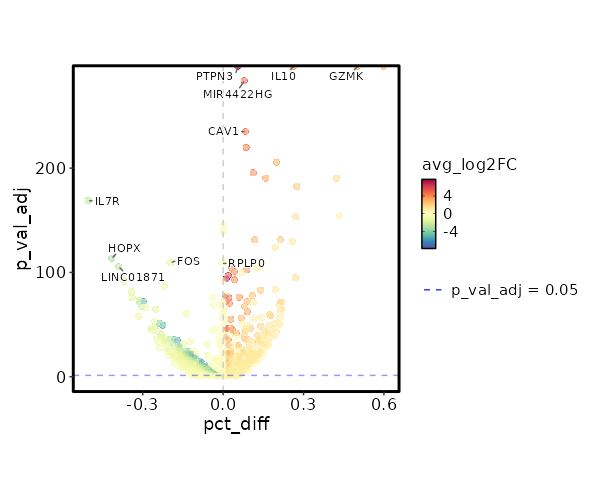 PTPN3
IL10
GZMK
MIR4422HG
CAV1
IL7R
HOPX
FOS
RPLP0
LINC01871
200
100
0
p_val_adj
-0.3
0.0
0.3
0.6
pct_diff
avg_log2FC
4
0
-4
p_val_adj = 0.05